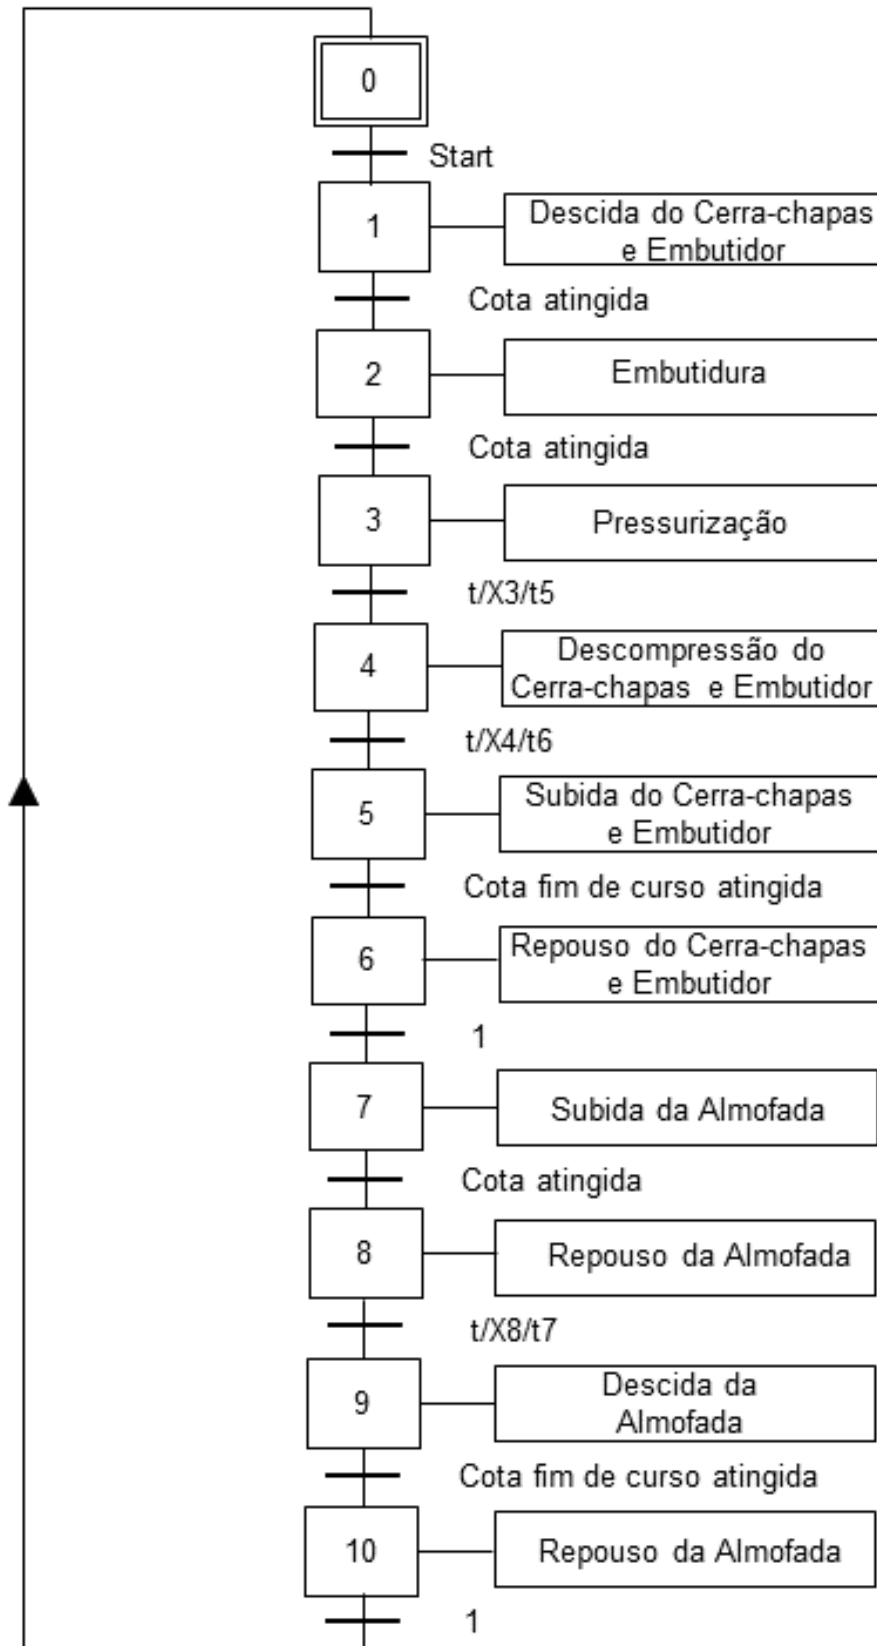 0
Start
1
Descida do Cerra-chapas
e Embutidor
Cota atingida
2
Embutidura
Cota atingida
3
Pressurização
t/X3/t5
4
Descompressão do
Cerra-chapas e Embutidor
t/X4/t6
5
Subida do Cerra-chapas
e Embutidor
Cota fim de curso atingida
6
Repouso do Cerra-chapas
e Embutidor
1
7
Subida da Almofada
Cota atingida
8
Repouso da Almofada
t/X8/t7
9
Descida da
Almofada
Cota fim de curso atingida
10
Repouso da Almofada
1